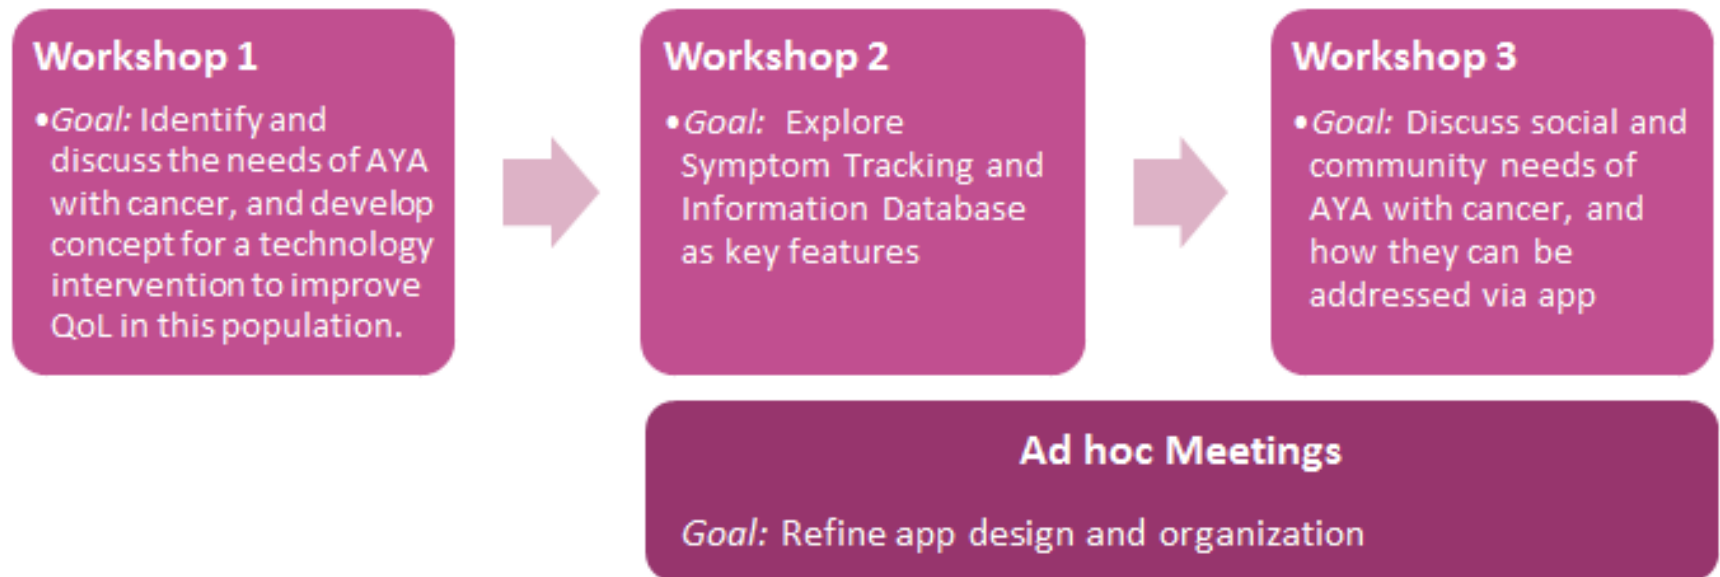 Workshop 1
•Goal: Identify and
discuss the needs of AYA
with cancer, and develop
concept for a technology
intervention to improve
QoL in this population.
Workshop 2
•Goal: Explore
Symptom Tracking and
Information Database
as key features
Workshop 3
•Goal: Discuss social and
community needs of
AYA with cancer, and
how they can be
addressed via app
Ad hoc Meetings
Goal: Refine app design and organization